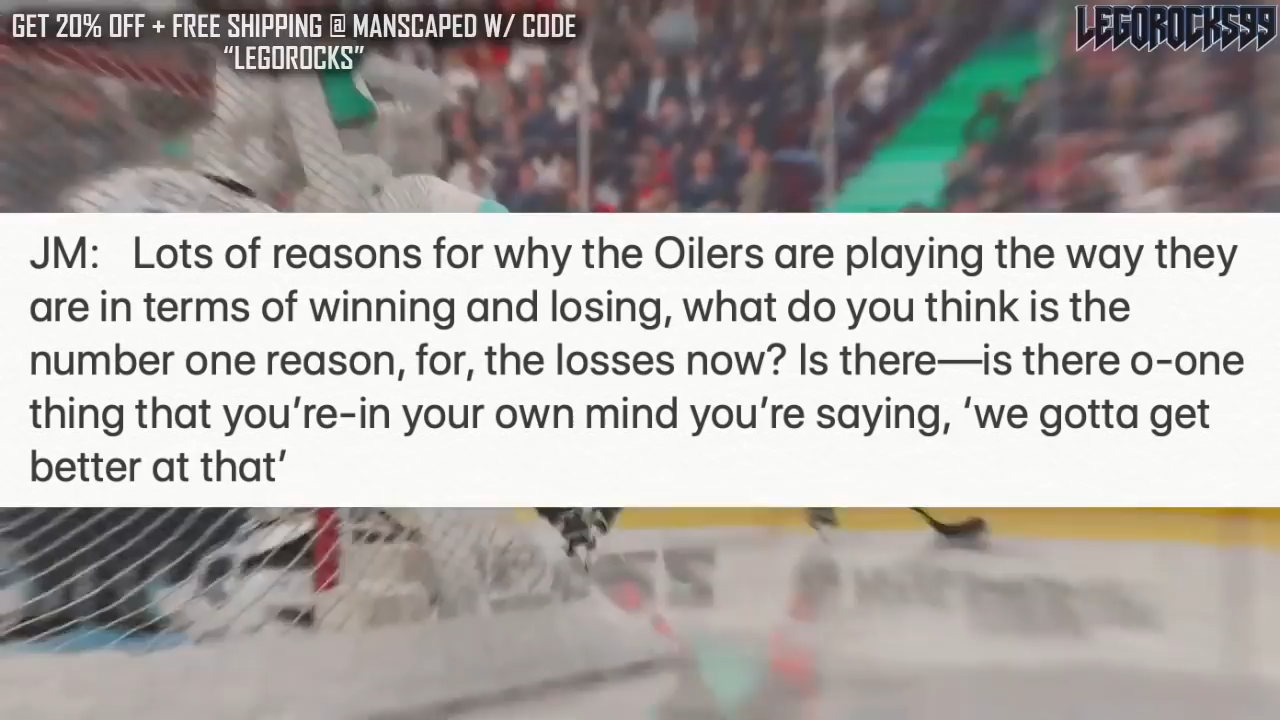 GET 20% OFF + FREE SHIPPING @ MANSCAPED W/ CODE
“LEGOROCKS”
LEGOROCKS99
JM: Lots of reasons for why the Oilers are playing the way they
are in terms of winning and losing, what do you think is the
number one reason, for, the losses now? Is there—is there o-one
thing that you’re-in your own mind you’re saying, ‘we gotta get
better at that’